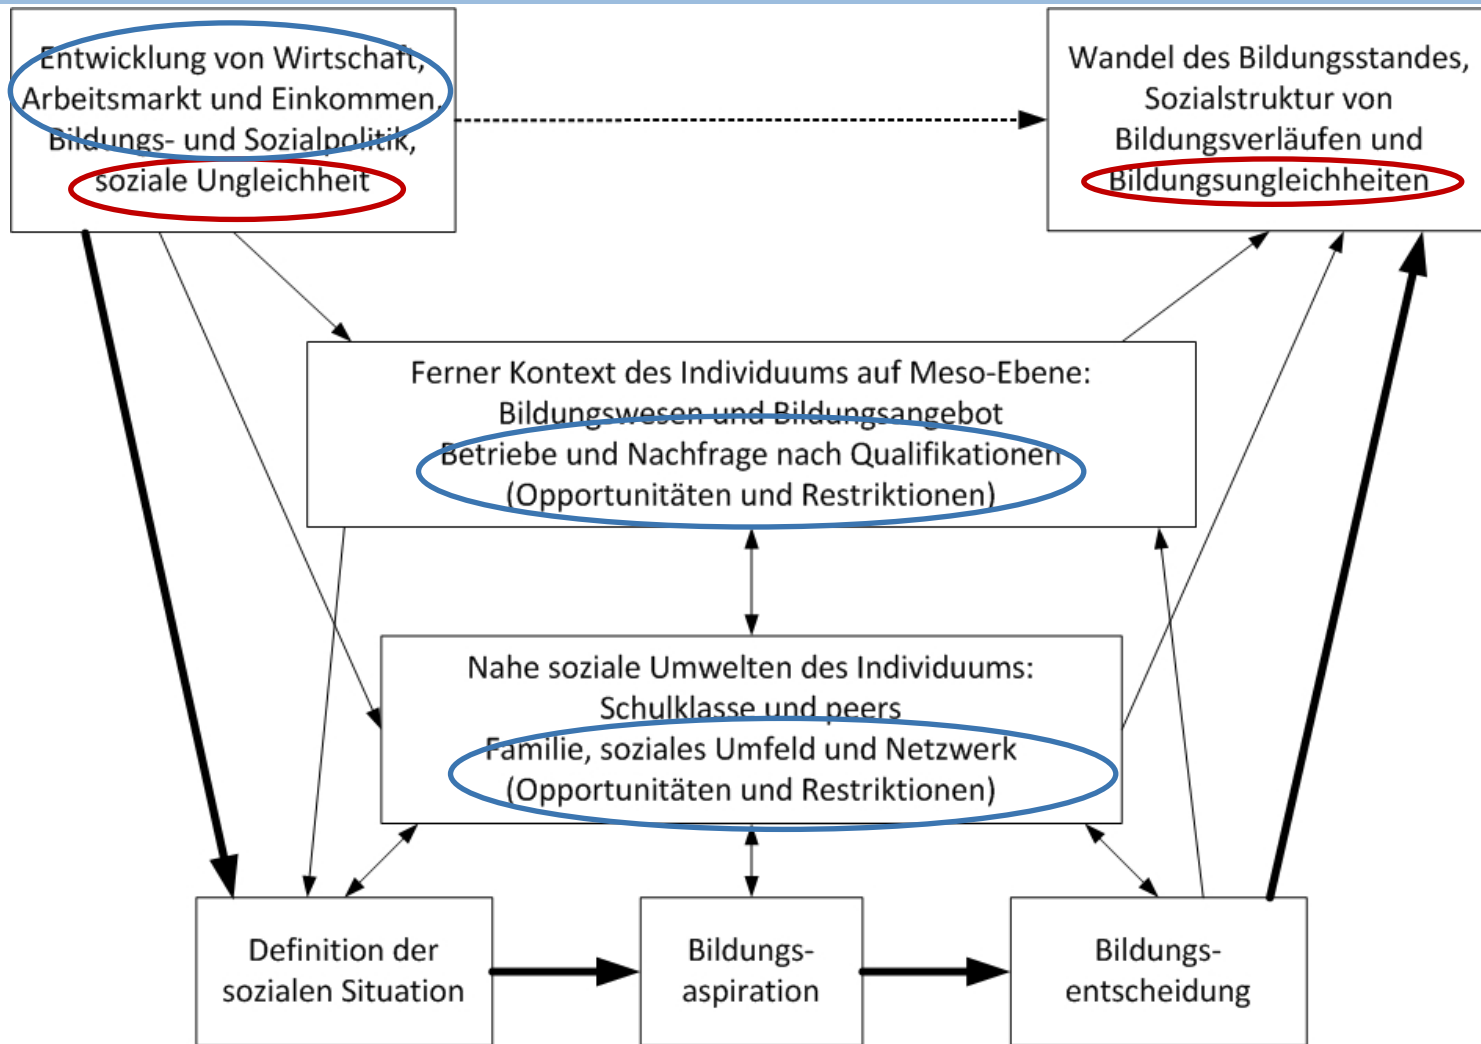 Entwicklung von Wirtschaft,
Arbeitsmarkt und Einkommen,
Bildungs- und Sozialpolitik,
soziale Ungleichheit
Wandel des Bildungsstandes,
Sozialstruktur von
Bildungsverläufen und
Bildungsungleichheiten
Ferner Kontext des Individuums auf Meso-Ebene:
Bildungswesen und Bildungsangebot
Betriebe und Nachfrage nach Qualifikationen
(Opportunitäten und Restriktionen)
Nahe soziale Umwelten des Individuums:
Schulklasse und peers
Familie, soziales Umfeld und Netzwerk
(Opportunitäten und Restriktionen)
Definition der
sozialen Situation
Bildungs-
aspiration
Bildungs-
entscheidung